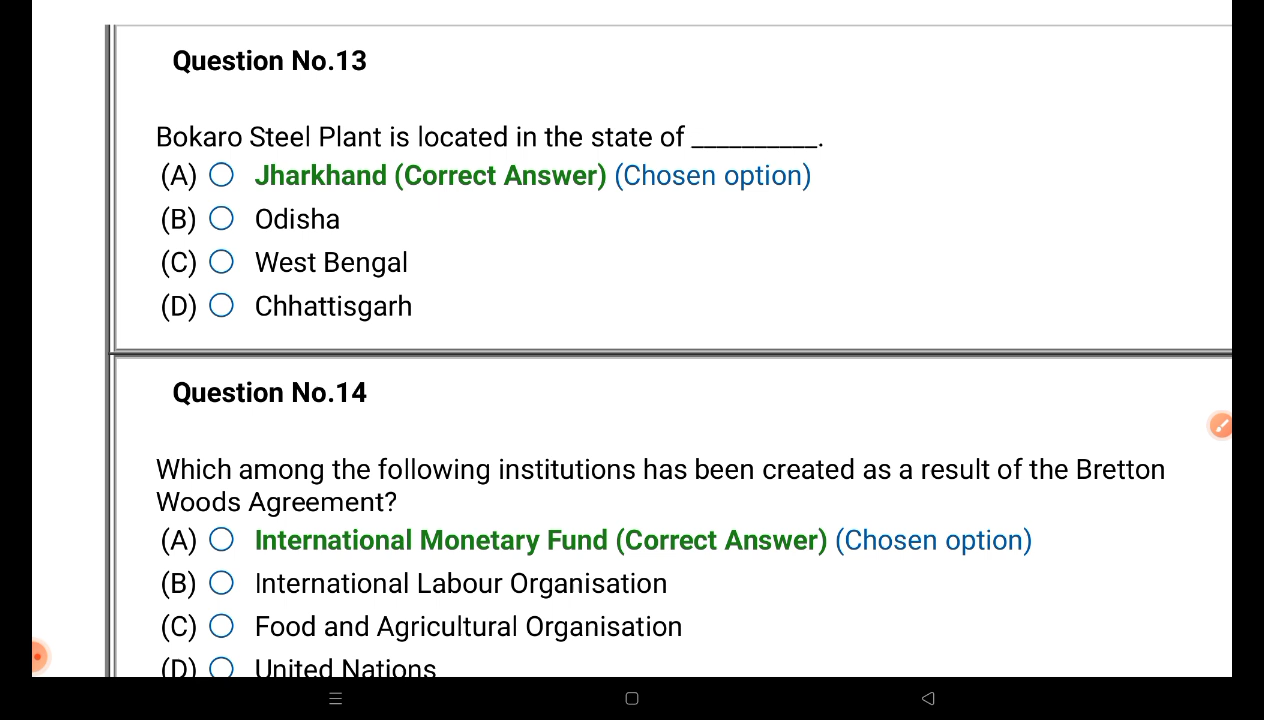 Question No.13
Bokaro Steel Plant is located in the state of __________.
(A) Jharkhand (Correct Answer) (Chosen option)
(B) Odisha
(C) West Bengal
(D) Chhattisgarh
Question No.14
Which among the following institutions has been created as a result of the Bretton
Woods Agreement?
(A) International Monetary Fund (Correct Answer) (Chosen option)
(B) International Labour Organisation
(C) Food and Agricultural Organisation
(D) United Nations